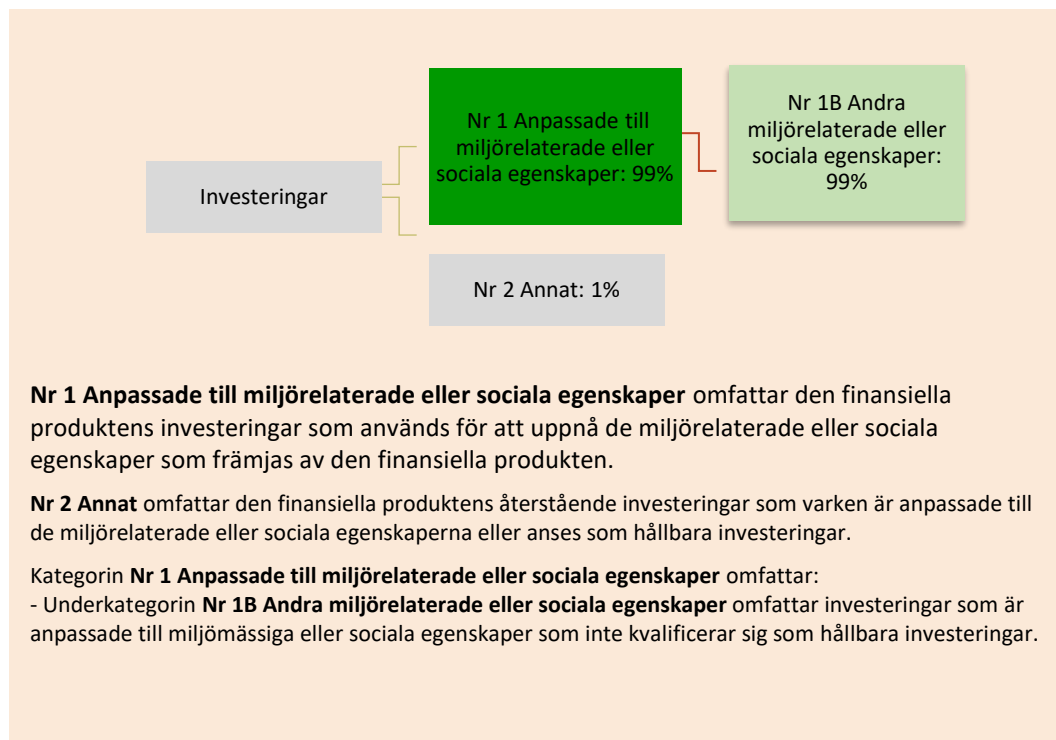 Investeringar
Nr 1 Anpassade till
miljörelaterade eller
sociala egenskaper: 99%
Nr 1B Andra
miljörelaterade eller
sociala egenskaper:
99%
Nr 2 Annat: 1%
Nr 1 Anpassade till miljörelaterade eller sociala egenskaper omfattar den finansiella
produktens investeringar som används för att uppnå de miljörelaterade eller sociala
egenskaper som främjas av den finansiella produkten.
Nr 2 Annat omfattar den finansiella produktens återstående investeringar som varken är anpassade till
de miljörelaterade eller sociala egenskaperna eller anses som hållbara investeringar.
Kategorin Nr 1 Anpassade till miljörelaterade eller sociala egenskaper omfattar:
- Underkategorin Nr 1B Andra miljörelaterade eller sociala egenskaper omfattar investeringar som är
anpassade till miljömässiga eller sociala egenskaper som inte kvalificerar sig som hållbara investeringar.